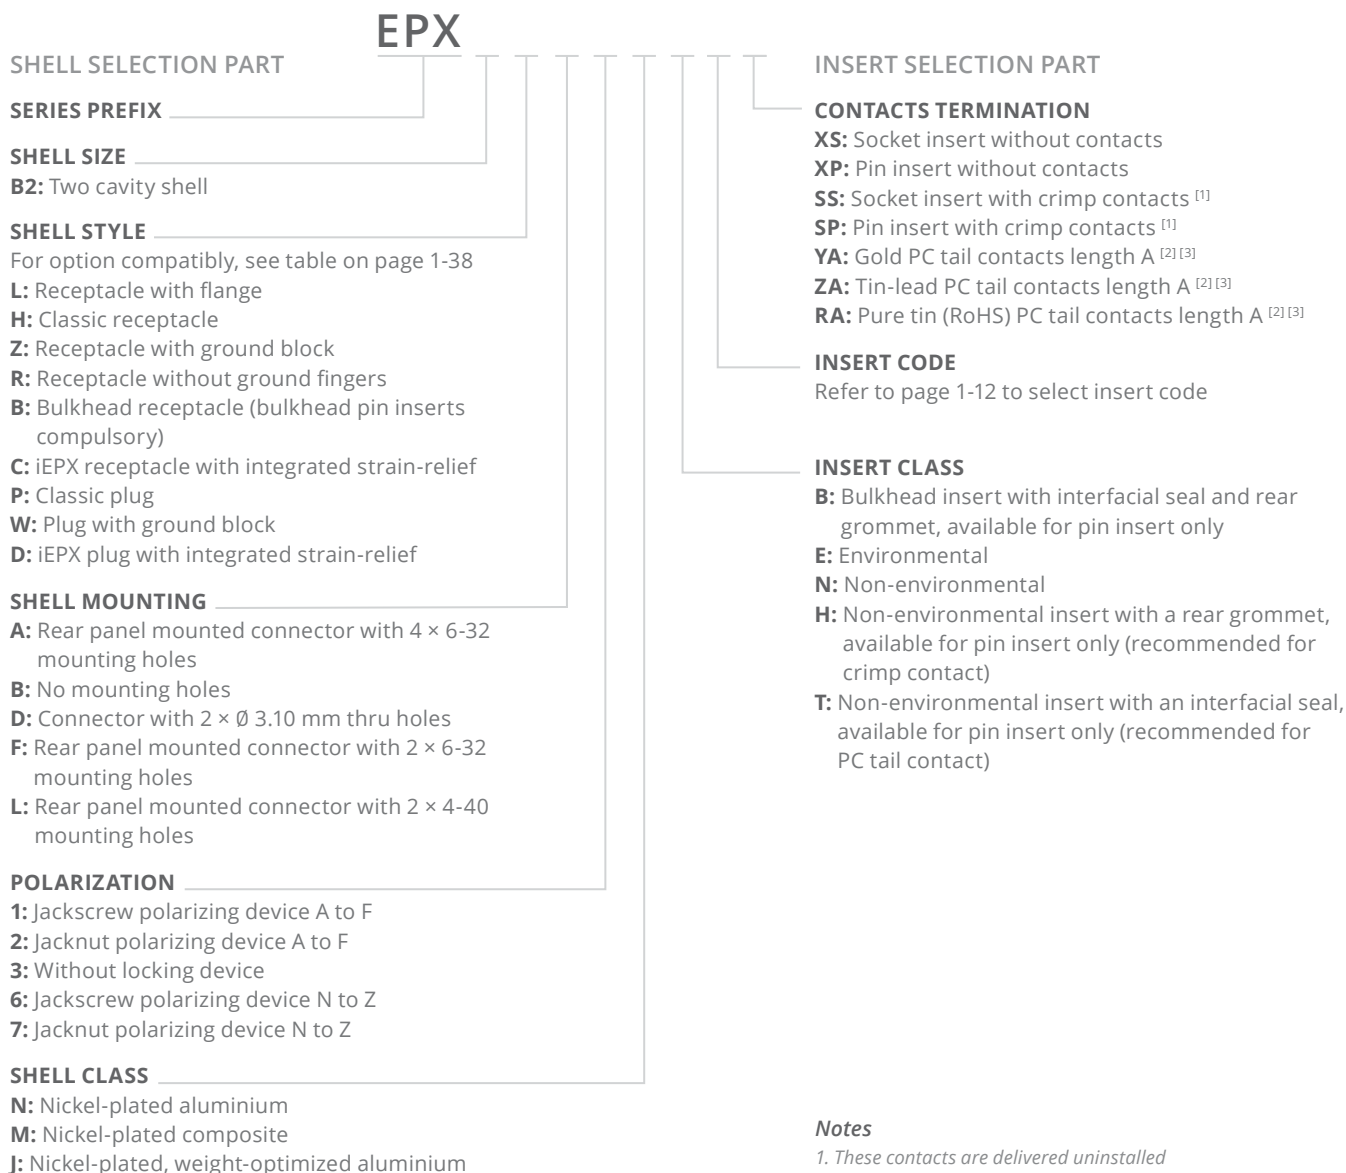 EPX
SHELL SELECTION PART
SERIES PREFIX
SHELL SIZE
B2: Two cavity shell
SHELL STYLE
For option compatibly, see table on page 1-38
L: Receptacle with flange
H: Classic receptacle
Z: Receptacle with ground block
R: Receptacle without ground fingers
B: Bulkhead receptacle (bulkhead pin inserts
compulsory)
C: iEPX receptacle with integrated strain-relief
P: Classic plug
W: Plug with ground block
D: iEPX plug with integrated strain-relief
SHELL MOUNTING
A: Rear panel mounted connector with 4 × 6-32
mounting holes
B: No mounting holes
D: Connector with 2 × Ø 3.10 mm thru holes
F: Rear panel mounted connector with 2 × 6-32
mounting holes
L: Rear panel mounted connector with 2 × 4-40
mounting holes
POLARIZATION
1: Jackscrew polarizing device A to F
2: Jacknut polarizing device A to F
3: Without locking device
6: Jackscrew polarizing device N to Z
7: Jacknut polarizing device N to Z
SHELL CLASS
N: Nickel-plated aluminium
M: Nickel-plated composite
J: Nickel-plated, weight-optimized aluminium
INSERT SELECTION PART
CONTACTS TERMINATION
XS: Socket insert without contacts
XP: Pin insert without contacts
SS: Socket insert with crimp contacts [1]
SP: Pin insert with crimp contacts [1]
YA: Gold PC tail contacts length A [2] [3]
ZA: Tin-lead PC tail contacts length A [2] [3]
RA: Pure tin (RoHS) PC tail contacts length A [2] [3]
INSERT CODE
Refer to page 1-12 to select insert code
INSERT CLASS
B: Bulkhead insert with interfacial seal and rear
grommet, available for pin insert only
E: Environmental
N: Non-environmental
H: Non-environmental insert with a rear grommet,
available for pin insert only (recommended for
crimp contact)
T: Non-environmental insert with an interfacial seal,
available for pin insert only (recommended for
PC tail contact)
Notes
1. These contacts are delivered uninstalled